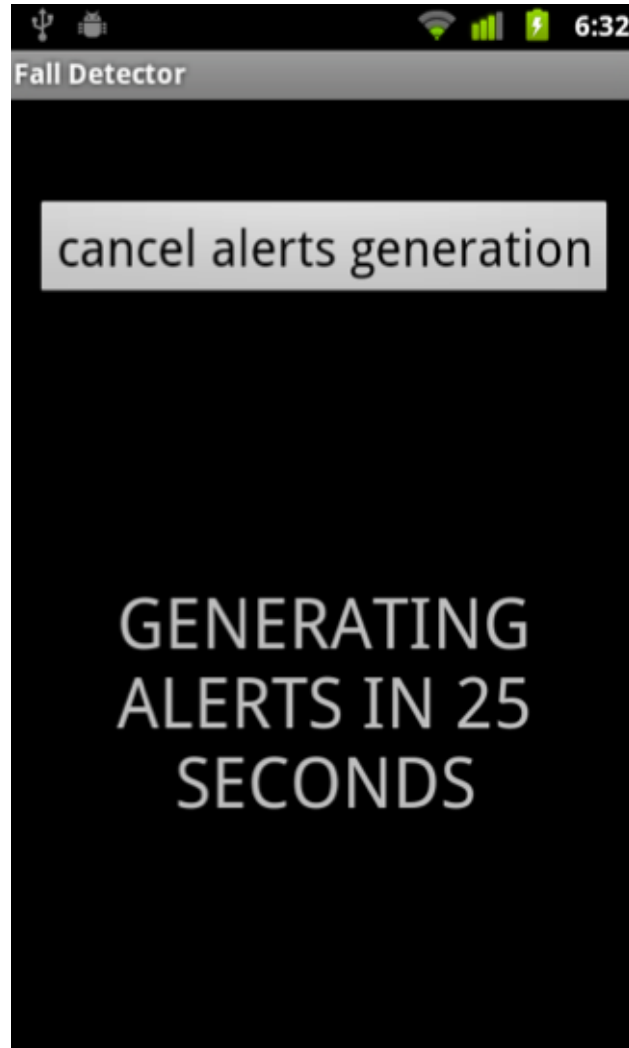 6:32
Fall Detector
cancel alerts generation
GENERATING
ALERTS IN 25
SECONDS